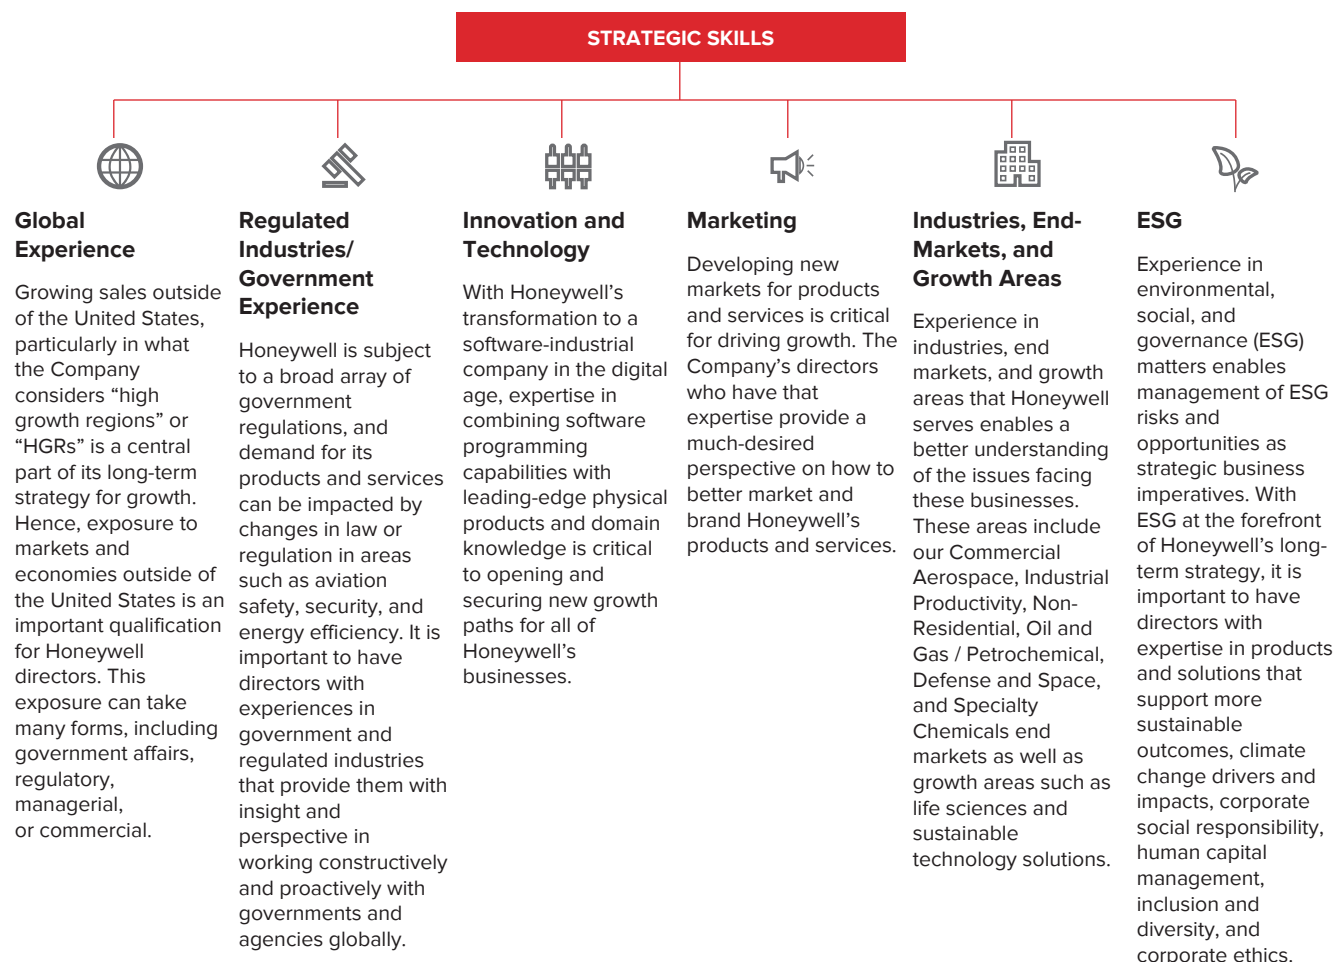 STRATEGIC SKILLS
Global
Experience
Growing sales outside
of the United States,
particularly in what
the Company
considers “high
growth regions” or
“HGRs” is a central
part of its long-term
strategy for growth.
Hence, exposure to
markets and
economies outside of
the United States is an
important qualification
for Honeywell
directors. This
exposure can take
many forms, including
government affairs,
regulatory,
managerial,
or commercial.
Regulated
Industries/
Government
Experience
Honeywell is subject
to a broad array of
government
regulations, and
demand for its
products and services
can be impacted by
changes in law or
regulation in areas
such as aviation
safety, security, and
energy efficiency. It is
important to have
directors with
experiences in
government and
regulated industries
that provide them with
insight and
perspective in
working constructively
and proactively with
governments and
agencies globally.
Innovation and
Technology
With Honeywell’s
transformation to a
software-industrial
company in the digital
age, expertise in
combining software
programming
capabilities with
leading-edge physical
products and domain
knowledge is critical
to opening and
securing new growth
paths for all of
Honeywell’s
businesses.
Marketing
Developing new
markets for products
and services is critical
for driving growth. The
Company’s directors
who have that
expertise provide a
much-desired
perspective on how to
better market and
brand Honeywell’s
products and services.
Industries, End-
Markets, and
Growth Areas
Experience in
industries, end
markets, and growth
areas that Honeywell
serves enables a
better understanding
of the issues facing
these businesses.
These areas include
our Commercial
Aerospace, Industrial
Productivity, Non-
Residential, Oil and
Gas / Petrochemical,
Defense and Space,
and Specialty
Chemicals end
markets as well as
growth areas such as
life sciences and
sustainable
technology solutions.
ESG
Experience in
environmental,
social, and
governance (ESG)
matters enables
management of ESG
risks and
opportunities as
strategic business
imperatives. With
ESG at the forefront
of Honeywell’s long-
term strategy, it is
important to have
directors with
expertise in products
and solutions that
support more
sustainable
outcomes, climate
change drivers and
impacts, corporate
social responsibility,
human capital
management,
inclusion and
diversity, and
corporate ethics.